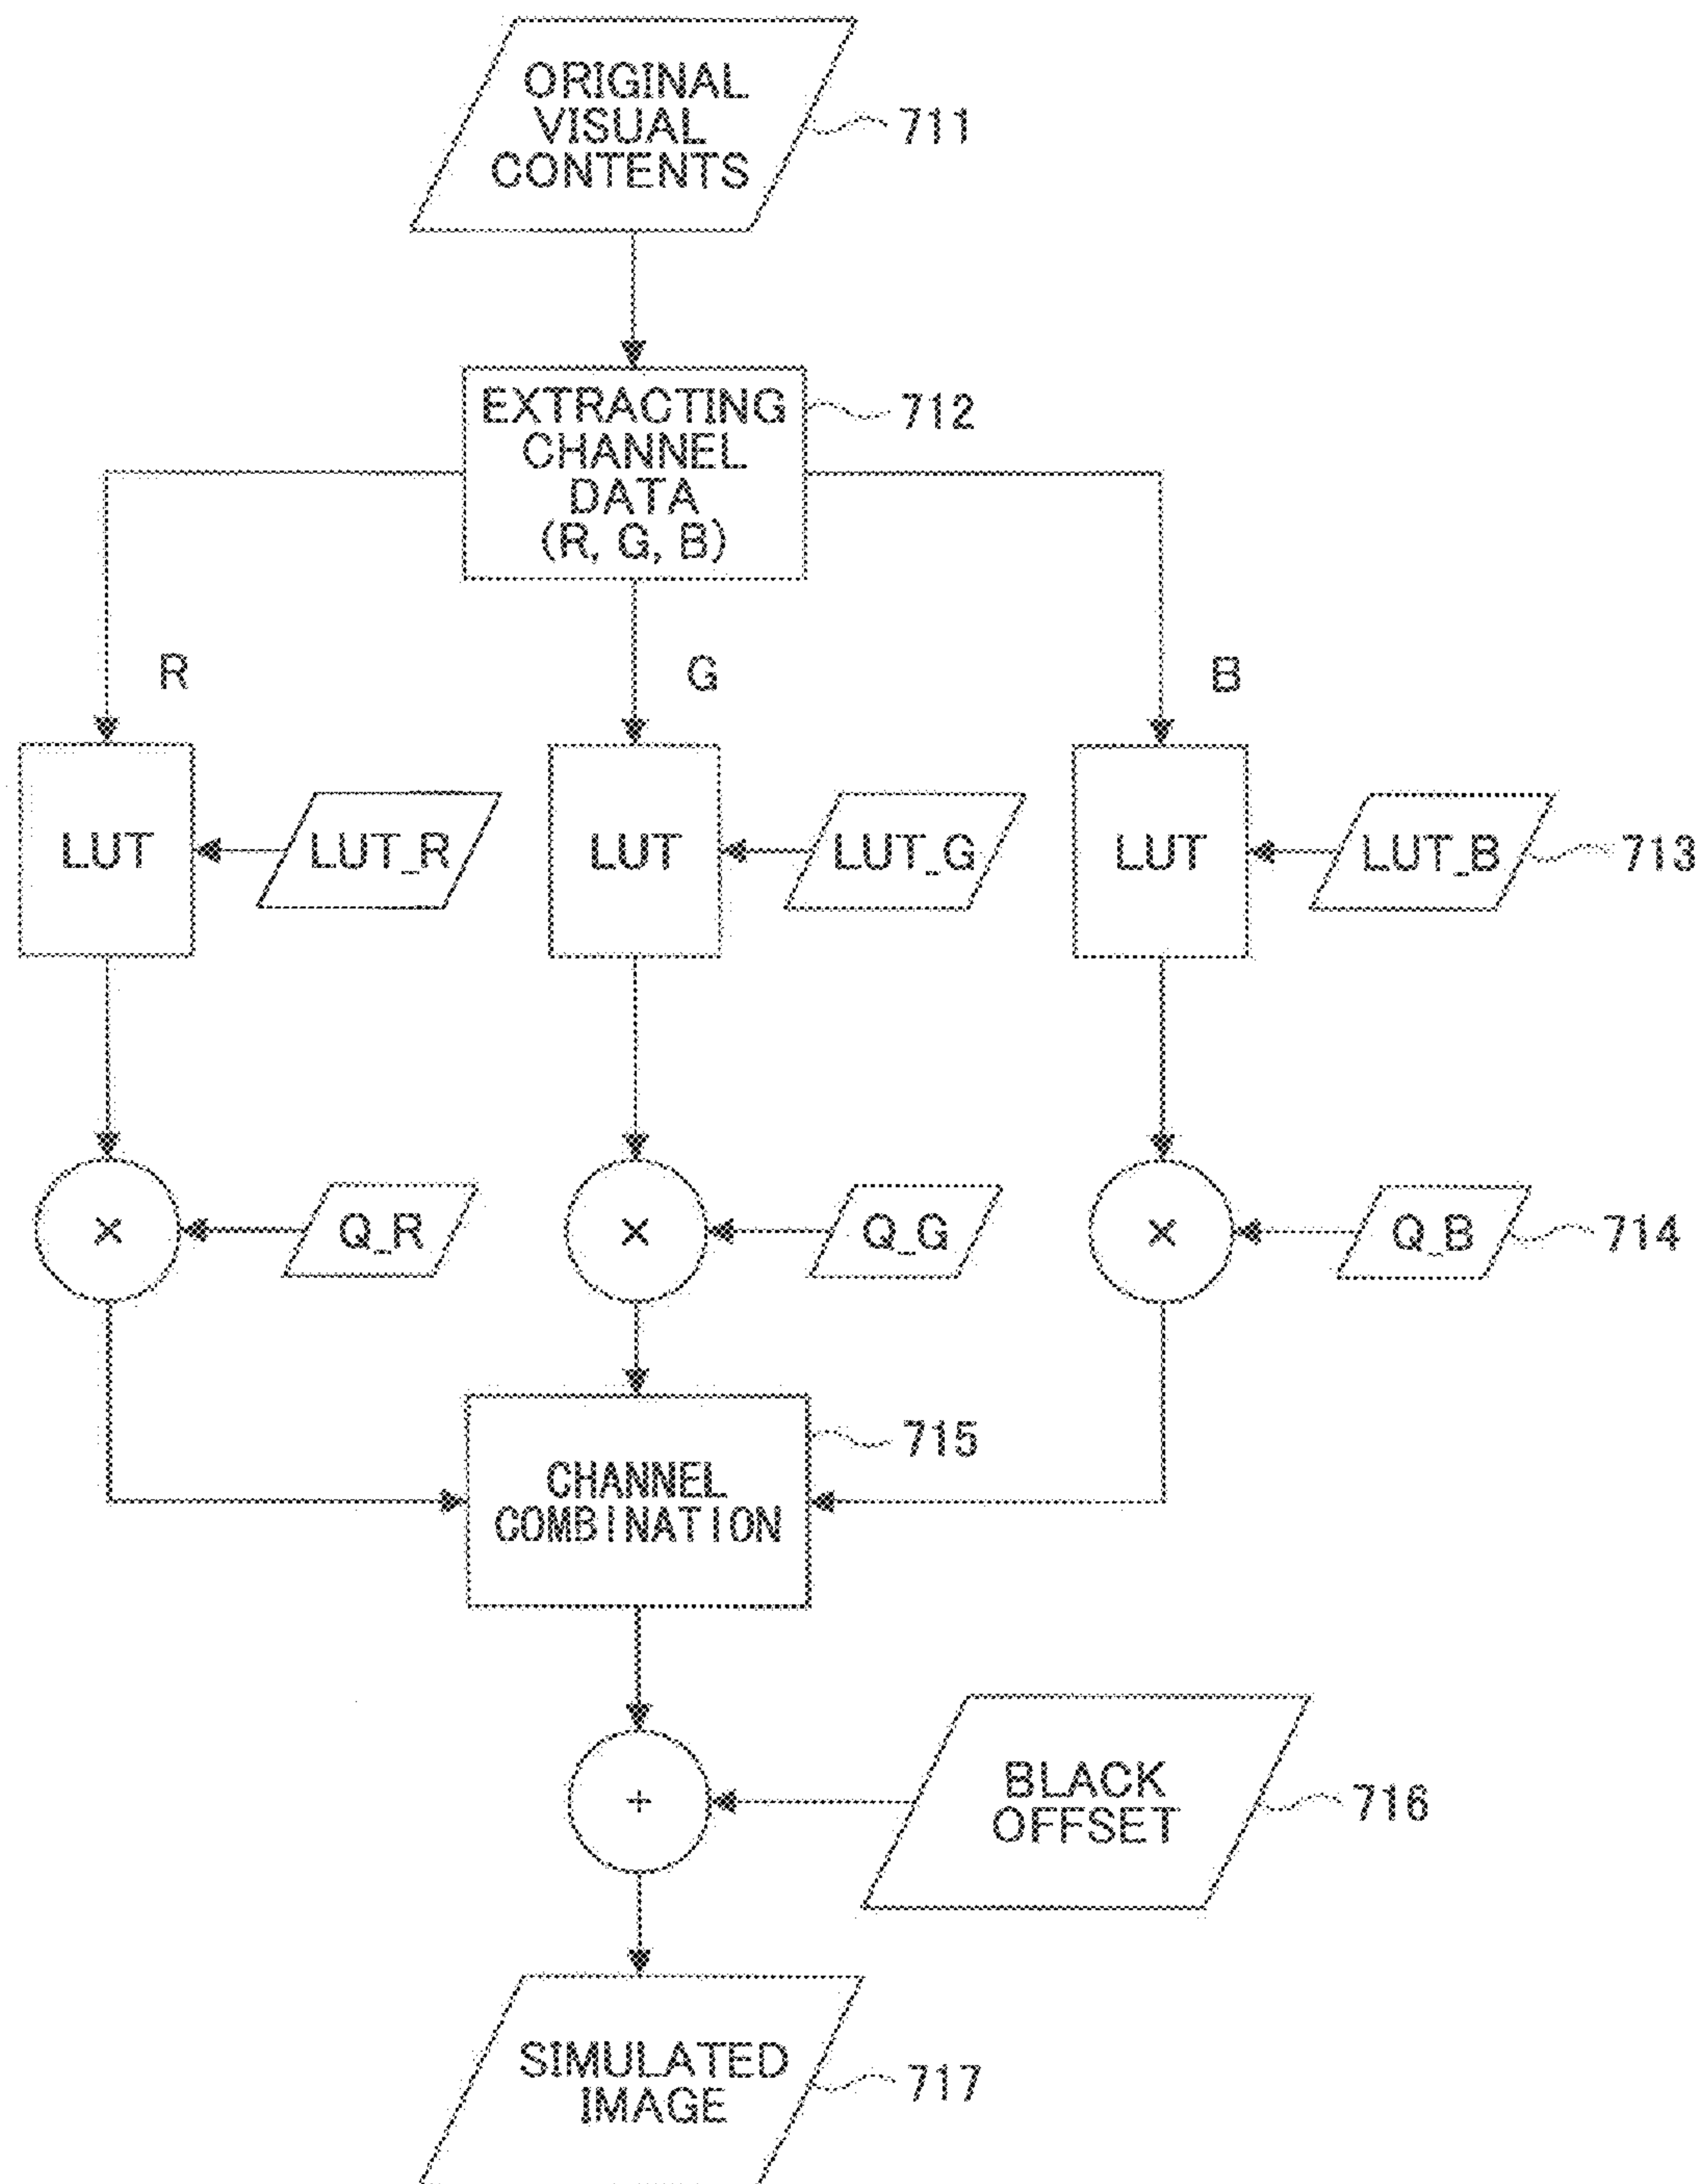 ORIGINAL
VISUAL
CONTENTS
711
EXTRACTING
CHANNEL
DATA
(R, G, B)
712
R
G
B
LUT
LUT_R
LUT
LUT_G
LUT
LUT_B
713
×
Q_R
×
Q_G
×
Q_B
714
CHANNEL
COMBINATION
715
+
BLACK
OFFSET
716
SIMULATED
IMAGE
717